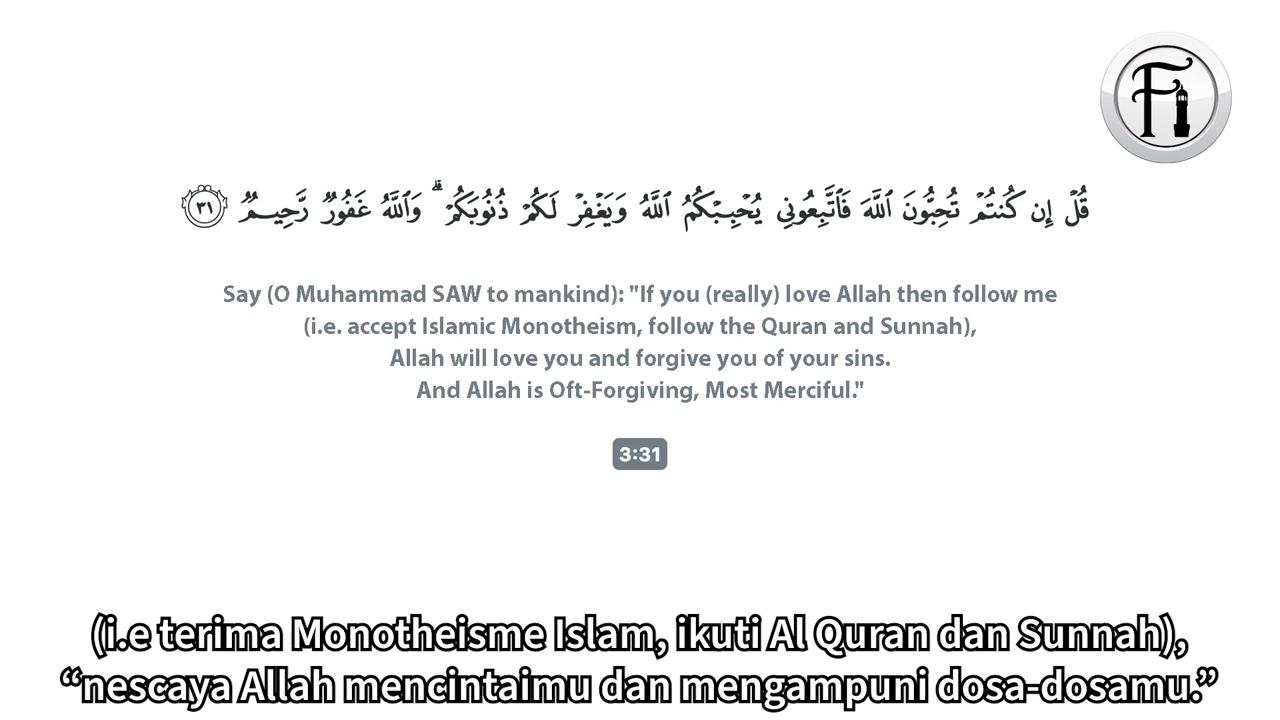 Fi
قُلْ إِن كُنتُمْ تُحِبُّونَ ٱللَّهَ فَٱتَّبِعُونِى يُحْبِبْكُمُ ٱللَّهُ وَيَغْفِرْ لَكُمْ ذُنُوبَكُمْ ۗ وَٱللَّهُ غَفُورٌ رَّحِيمٌ ٣١
Say (O Muhammad SAW to mankind): "If you (really) love Allah then follow me
(i.e. accept Islamic Monotheism, follow the Quran and Sunnah),
Allah will love you and forgive you of your sins.
And Allah is Oft-Forgiving, Most Merciful."
3:31
(i.e terima Monotheisme Islam, ikuti Al Quran dan Sunnah),
“nescaya Allah mencintaimu dan mengampuni dosa-dosamu.”